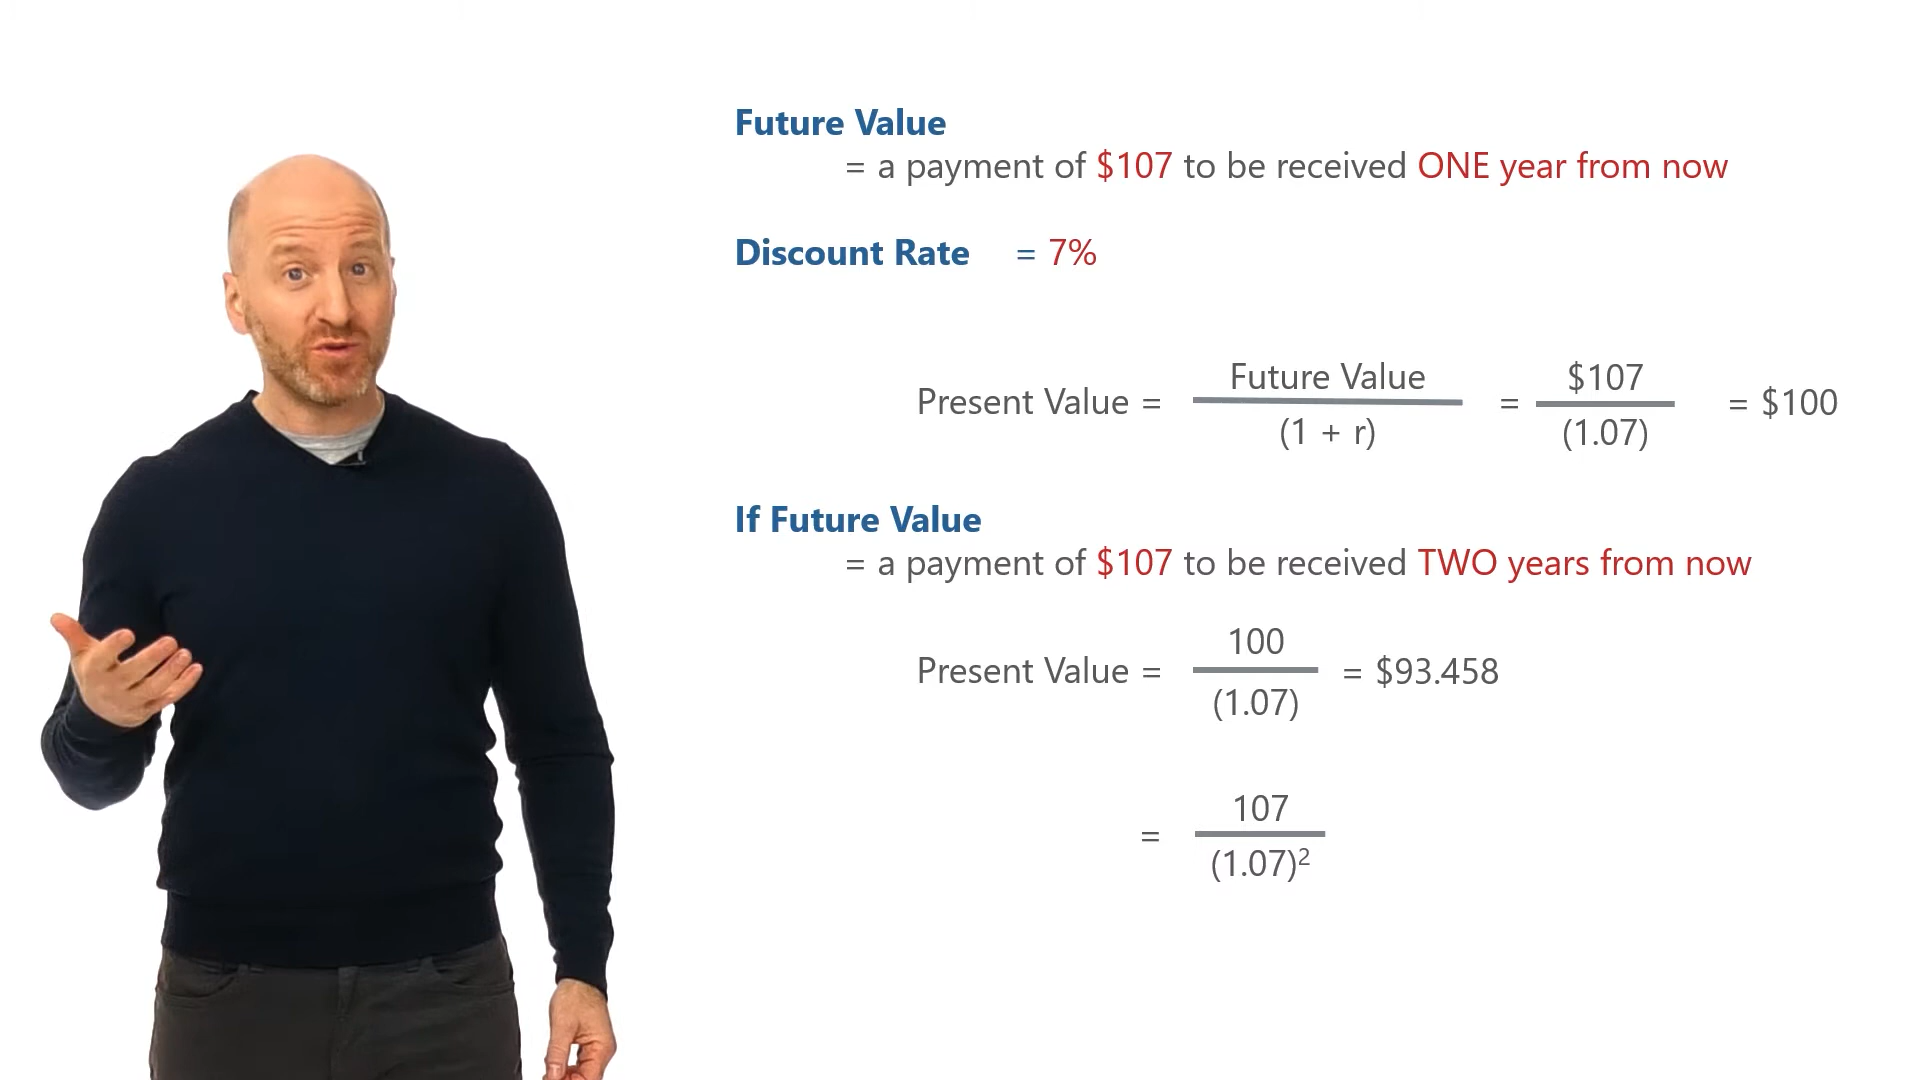 Future Value
= a payment of $107 to be received ONE year from now
Discount Rate = 7%
Present Value = Future Value / (1 + r) = $107 / (1.07) = $100
If Future Value
= a payment of $107 to be received TWO years from now
Present Value = 100 / (1.07) = $93.458
= 107 / (1.07)²